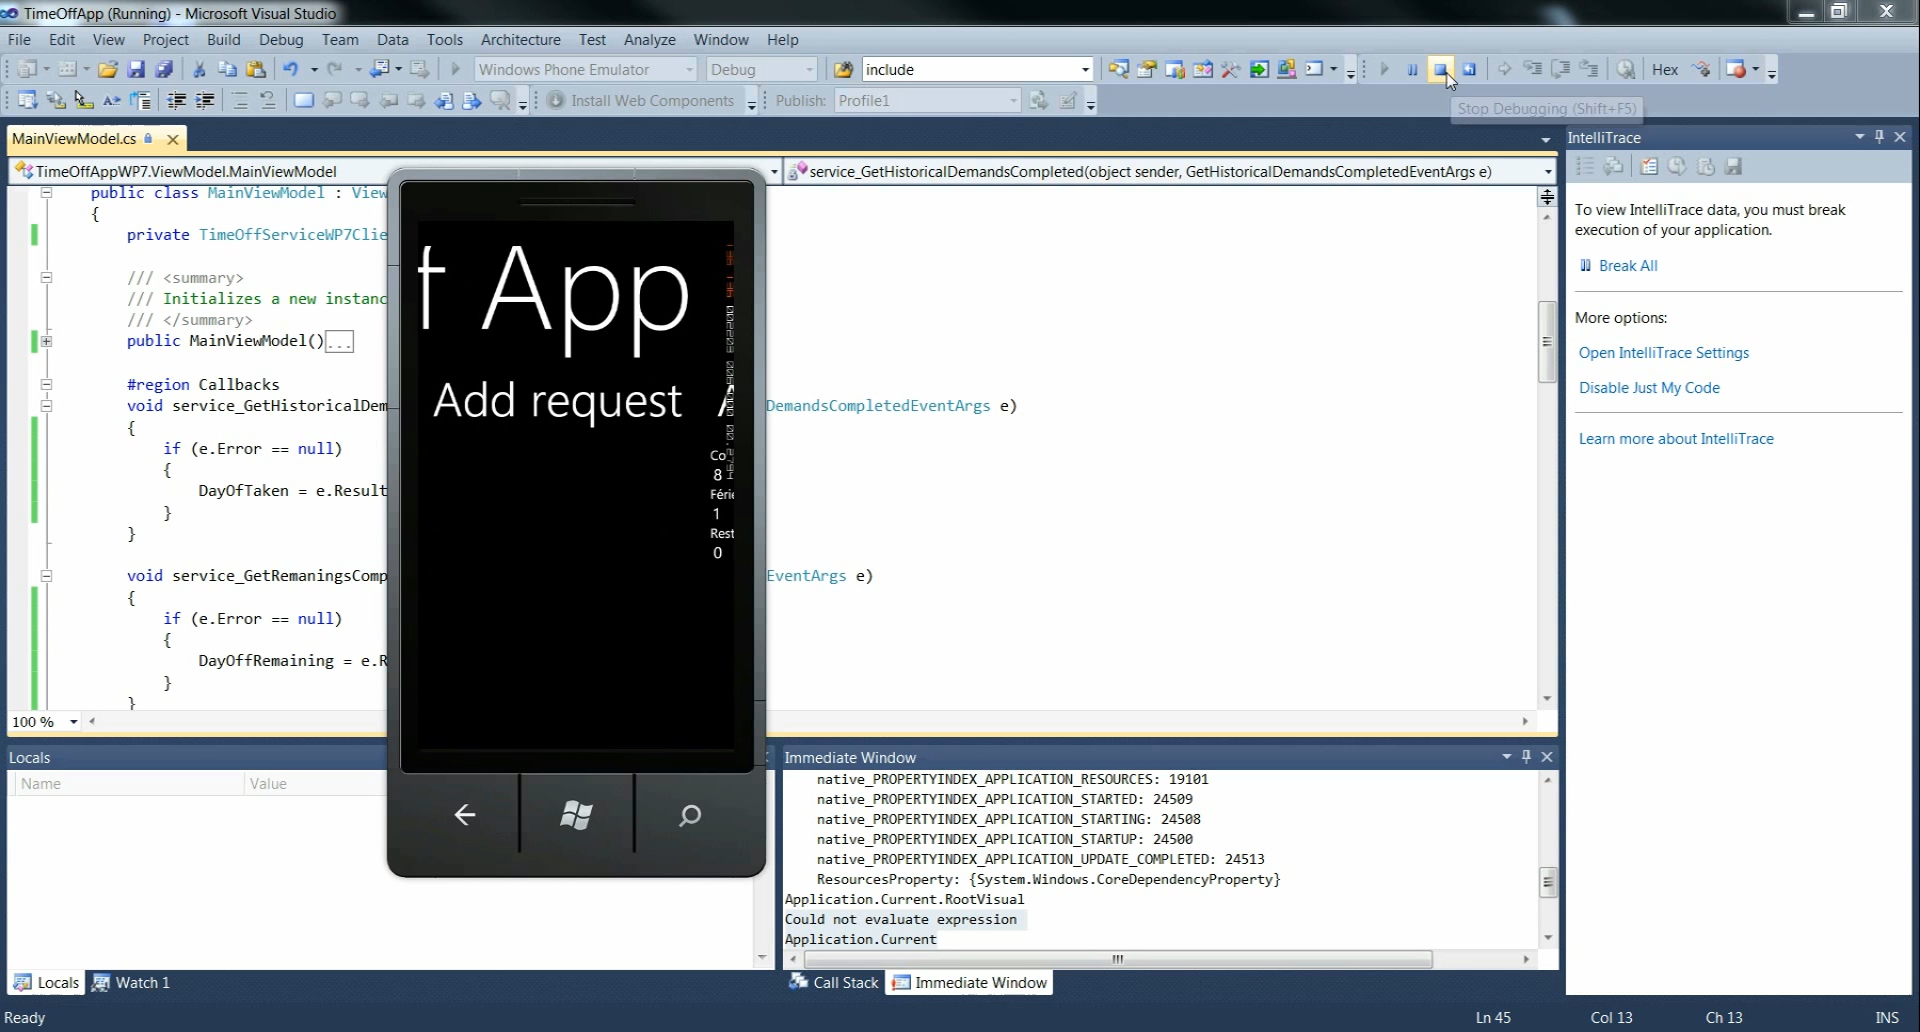 TimeOffApp (Running) - Microsoft Visual Studio
File Edit View Project Build Debug Team Data Tools Architecture Test Analyze Window Help
Windows Phone Emulator Debug include Hex
Install Web Components Publish: Profile1
Stop Debugging (Shift+F5)
MainViewModel.cs
TimeOffAppWP7.ViewModel.MainViewModel
service_GetHistoricalDemandsCompleted(object sender, GetHistoricalDemandsCompletedEventArgs e)
public class MainViewModel : View
{
private TimeOffServiceWP7Clie
/// <summary>
/// Initializes a new instanc
/// </summary>
public MainViewModel()...
#region Callbacks
void service_GetHistoricalDem
DemandsCompletedEventArgs e)
{
if (e.Error == null)
{
DayOfTaken = e.Result
}
}
void service_GetRemaningsComp
EventArgs e)
{
if (e.Error == null)
{
DayOffRemaining = e.R
}
}
100 %
f App
Add request
Co
8
Férie
1
Rest
0
IntelliTrace
To view IntelliTrace data, you must break
execution of your application.
Break All
More options:
Open IntelliTrace Settings
Disable Just My Code
Learn more about IntelliTrace
Locals
Name Value
Immediate Window
native_PROPERTYINDEX_APPLICATION_RESOURCES: 19101
native_PROPERTYINDEX_APPLICATION_STARTED: 24509
native_PROPERTYINDEX_APPLICATION_STARTING: 24508
native_PROPERTYINDEX_APPLICATION_STARTUP: 24500
native_PROPERTYINDEX_APPLICATION_UPDATE_COMPLETED: 24513
ResourcesProperty: {System.Windows.CoreDependencyProperty}
Application.Current.RootVisual
Could not evaluate expression
Application.Current
Locals Watch 1
Call Stack Immediate Window
Ready
Ln 45 Col 13 Ch 13 INS